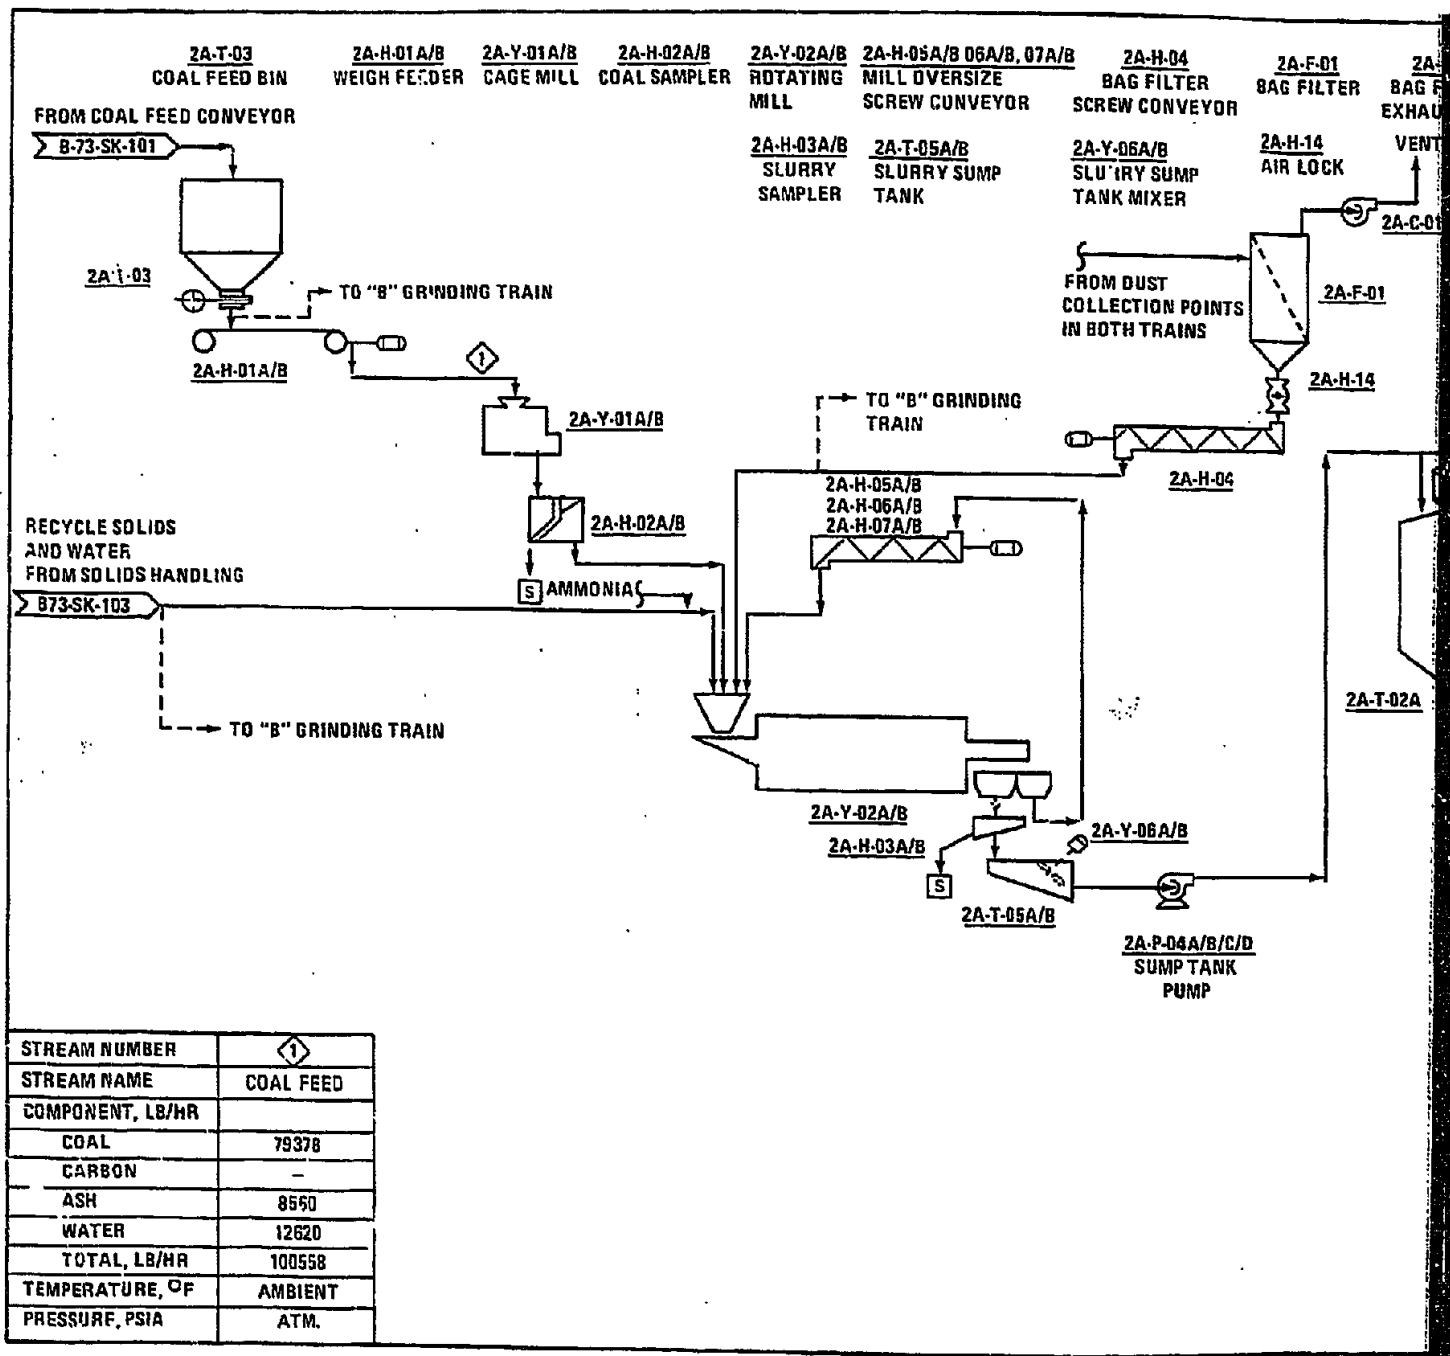 2A-T-03
COAL FEED BIN
2A-H-01A/B
WEIGH FEEDER
2A-Y-01A/B
CAGE MILL
2A-H-02A/B
COAL SAMPLER
2A-Y-02A/B
ROTATING
MILL
2A-H-05A/B 06A/B, 07A/B
MILL OVERSIZE
SCREW CONVEYOR
2A-H-04
BAG FILTER
SCREW CONVEYOR
2A-F-01
BAG FILTER
2A-
BAG F
EXHAU
2A-H-03A/B
SLURRY
SAMPLER
2A-T-05A/B
SLURRY SUMP
TANK
2A-Y-06A/B
SLURRY SUMP
TANK MIXER
2A-H-14
AIR LOCK
VENT
FROM COAL FEED CONVEYOR
B-73-SK-101
2A-C-01
2A-T-03
TO "B" GRINDING TRAIN
FROM DUST
COLLECTION POINTS
IN BOTH TRAINS
2A-F-01
2A-H-01A/B
1
2A-H-14
2A-Y-01A/B
TO "B" GRINDING
TRAIN
2A-H-04
2A-H-05A/B
2A-H-06A/B
2A-H-07A/B
2A-H-02A/B
RECYCLE SOLIDS
AND WATER
FROM SOLIDS HANDLING
B73-SK-103
S
AMMONIA
TO "B" GRINDING TRAIN
2A-T-02A
2A-Y-02A/B
2A-H-03A/B
2A-Y-06A/B
S
2A-T-05A/B
2A-P-04A/B/C/D
SUMP TANK
PUMP
STREAM NUMBER 1
STREAM NAME COAL FEED
COMPONENT, LB/HR
COAL 79378
CARBON –
ASH 8560
WATER 12620
TOTAL, LB/HR 100558
TEMPERATURE, °F AMBIENT
PRESSURE, PSIA ATM.